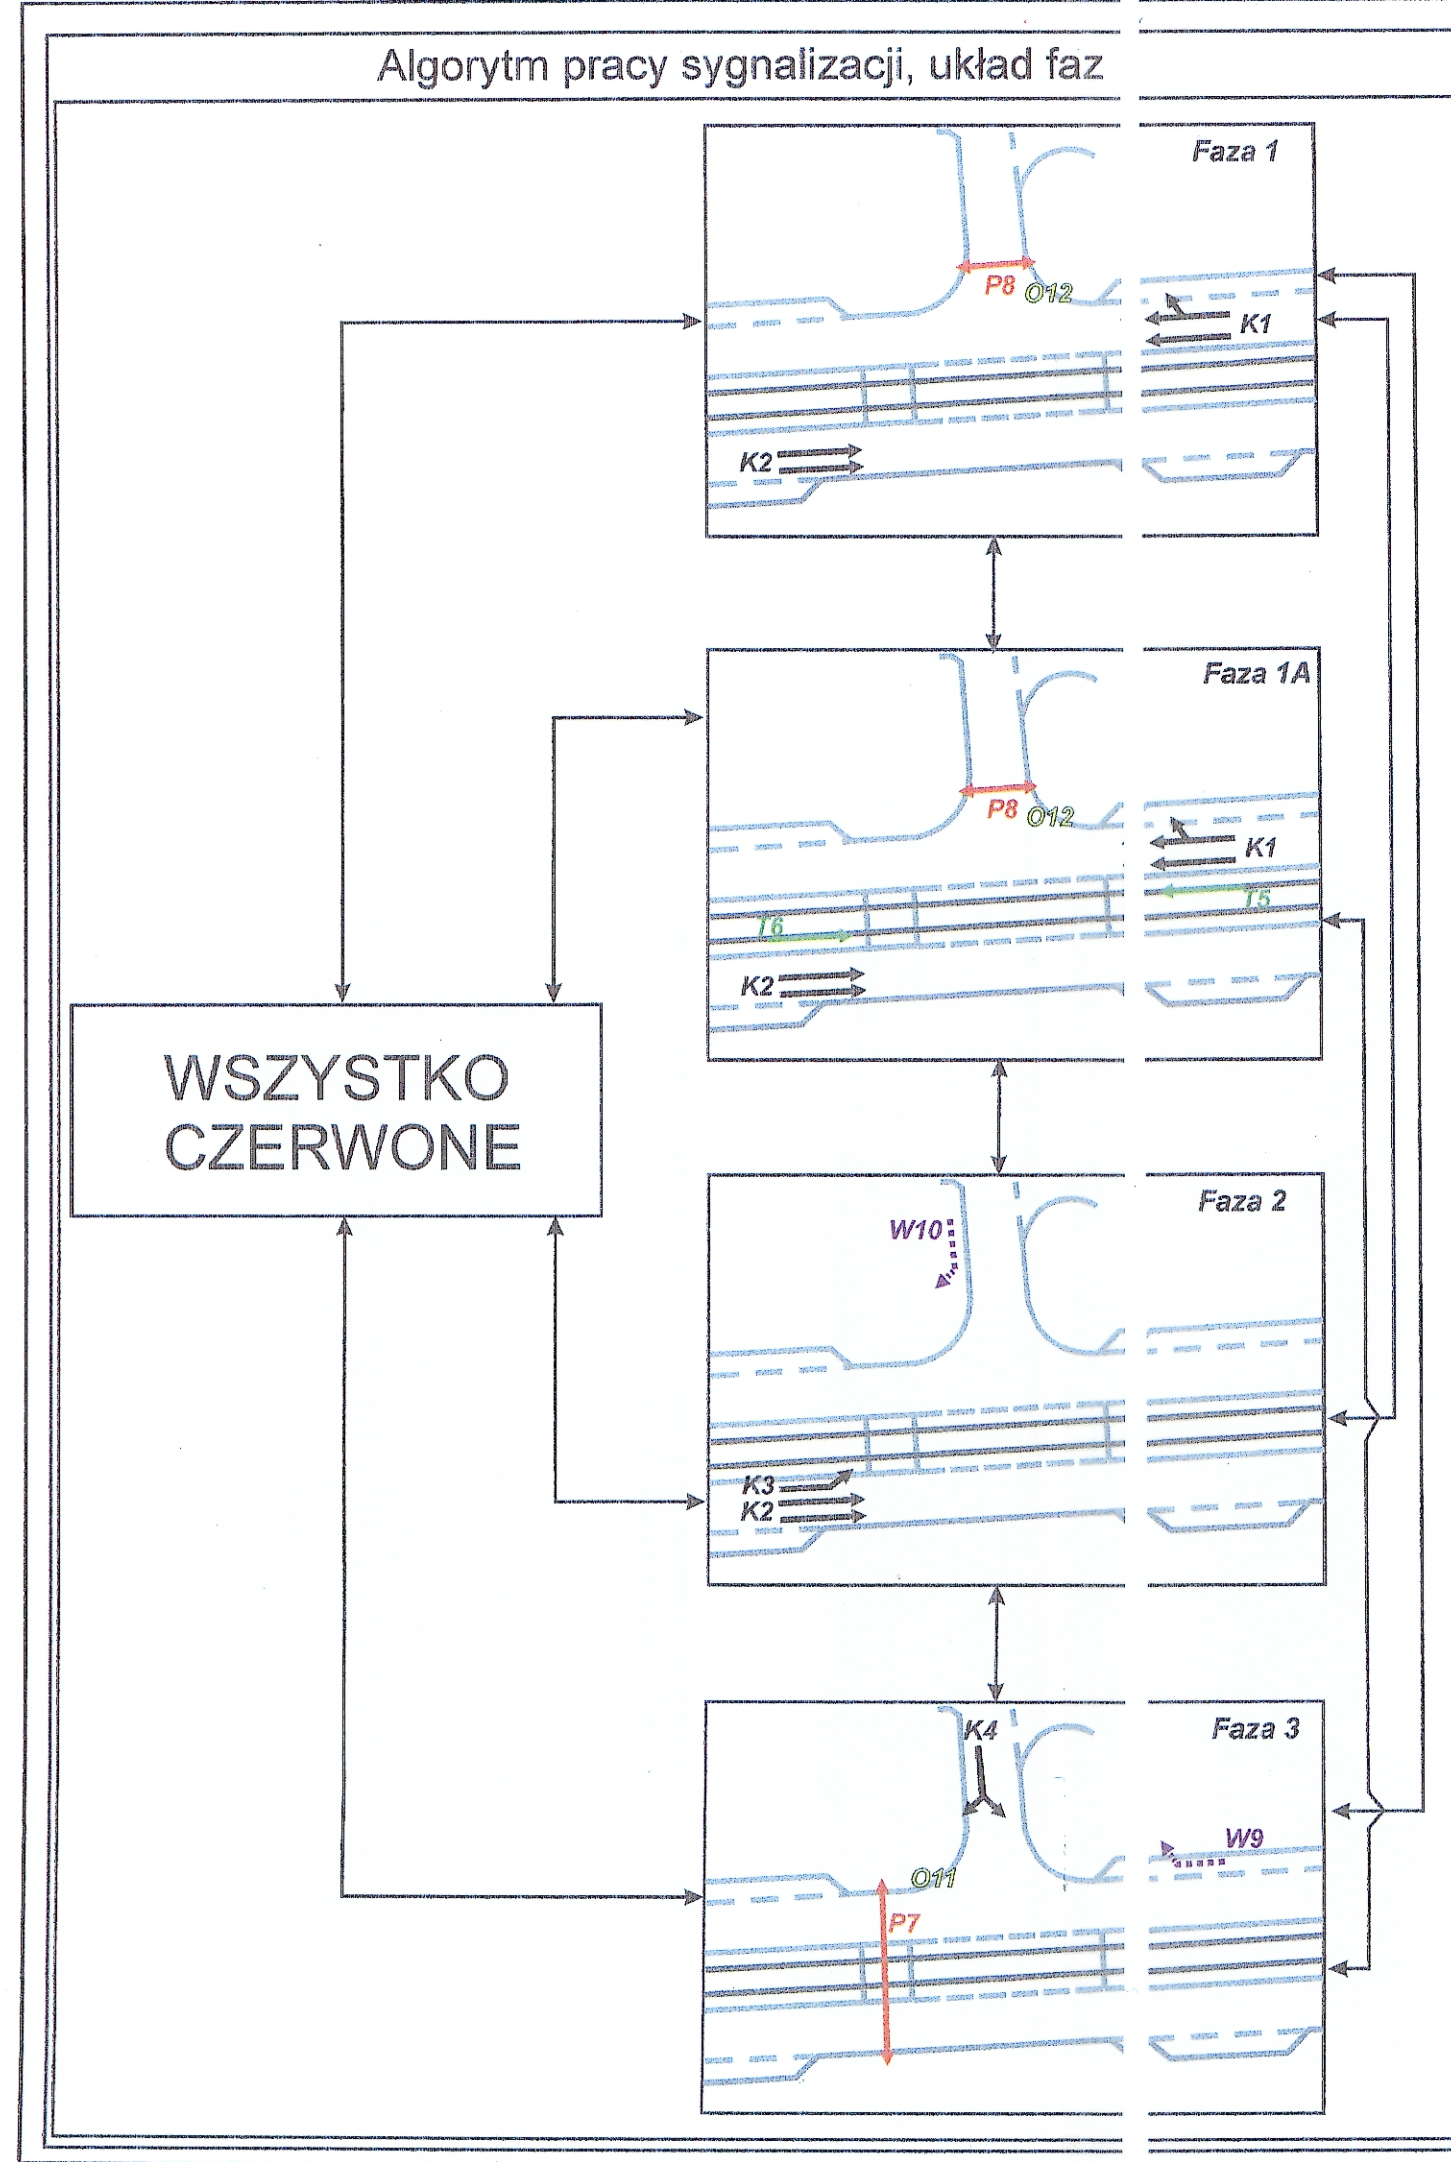 Algorytm pracy sygnalizacji, układ faz
Faza 1
P8
O12
K1
K2
Faza 1A
P8
O12
K1
T5
T6
K2
WSZYSTKO
CZERWONE
Faza 2
W10
K3
K2
Faza 3
K4
W9
O11
P7